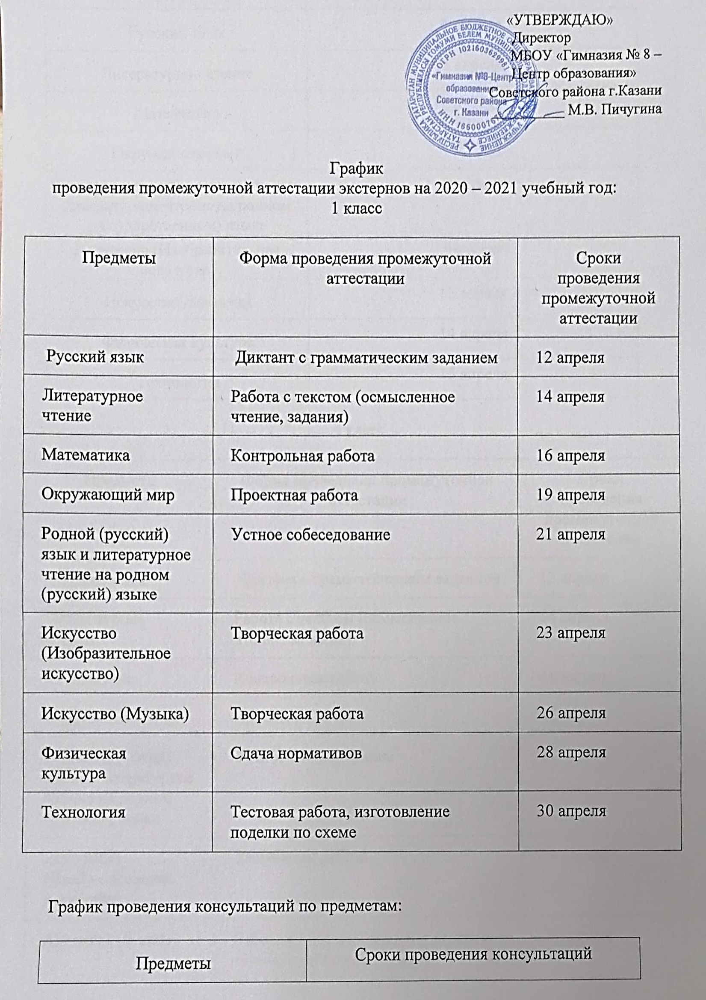 «УТВЕРЖДАЮ»
Директор
МБОУ «Гимназия № 8 –
Центр образования»
Советского района г.Казани
М.В. Пичугина
ОГРН 1021603629981
«Гимназия №8-Центр
образования»
Советского района
г. Казани
График
проведения промежуточной аттестации экстернов на 2020 – 2021 учебный год:
1 класс
Предметы
Форма проведения промежуточной
аттестации
Сроки
проведения
промежуточной
аттестации
Русский язык
Диктант с грамматическим заданием
12 апреля
Литературное
чтение
Работа с текстом (осмысленное
чтение, задания)
14 апреля
Математика
Контрольная работа
16 апреля
Окружающий мир
Проектная работа
19 апреля
Родной (русский)
язык и литературное
чтение на родном
(русский) языке
Устное собеседование
21 апреля
Искусство
(Изобразительное
искусство)
Творческая работа
23 апреля
Искусство (Музыка)
Творческая работа
26 апреля
Физическая
культура
Сдача нормативов
28 апреля
Технология
Тестовая работа, изготовление
поделки по схеме
30 апреля
График проведения консультаций по предметам:
Предметы
Сроки проведения консультаций